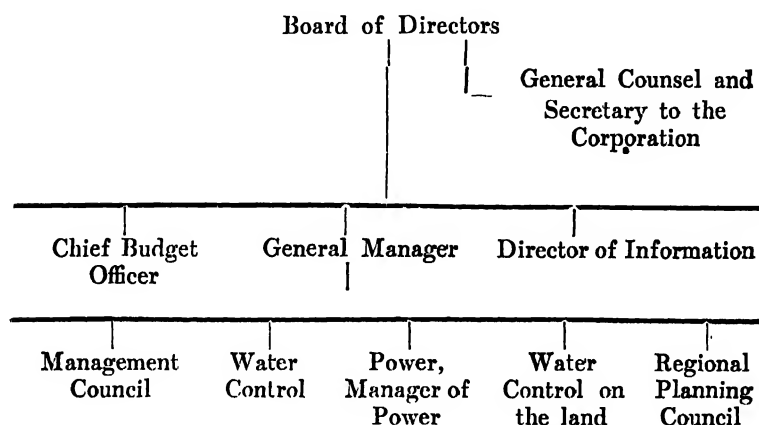 Board of Directors
General Counsel and
Secretary to the
Corporation
Chief Budget
Officer
General Manager
Director of Information
Management
Council
Water
Control
Power,
Manager of
Power
Water
Control on
the land
Regional
Planning
Council